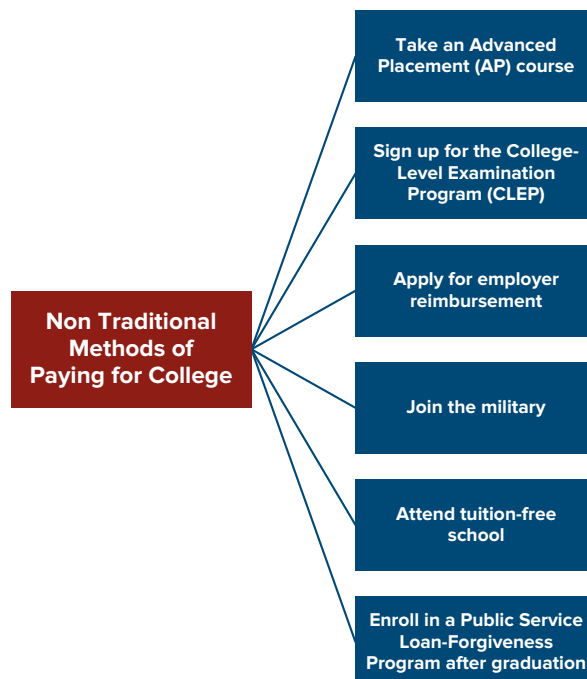 Non Traditional
Methods of
Paying for College
Take an Advanced
Placement (AP) course
Sign up for the College-
Level Examination
Program (CLEP)
Apply for employer
reimbursement
Join the military
Attend tuition-free
school
Enroll in a Public Service
Loan-Forgiveness
Program after graduation